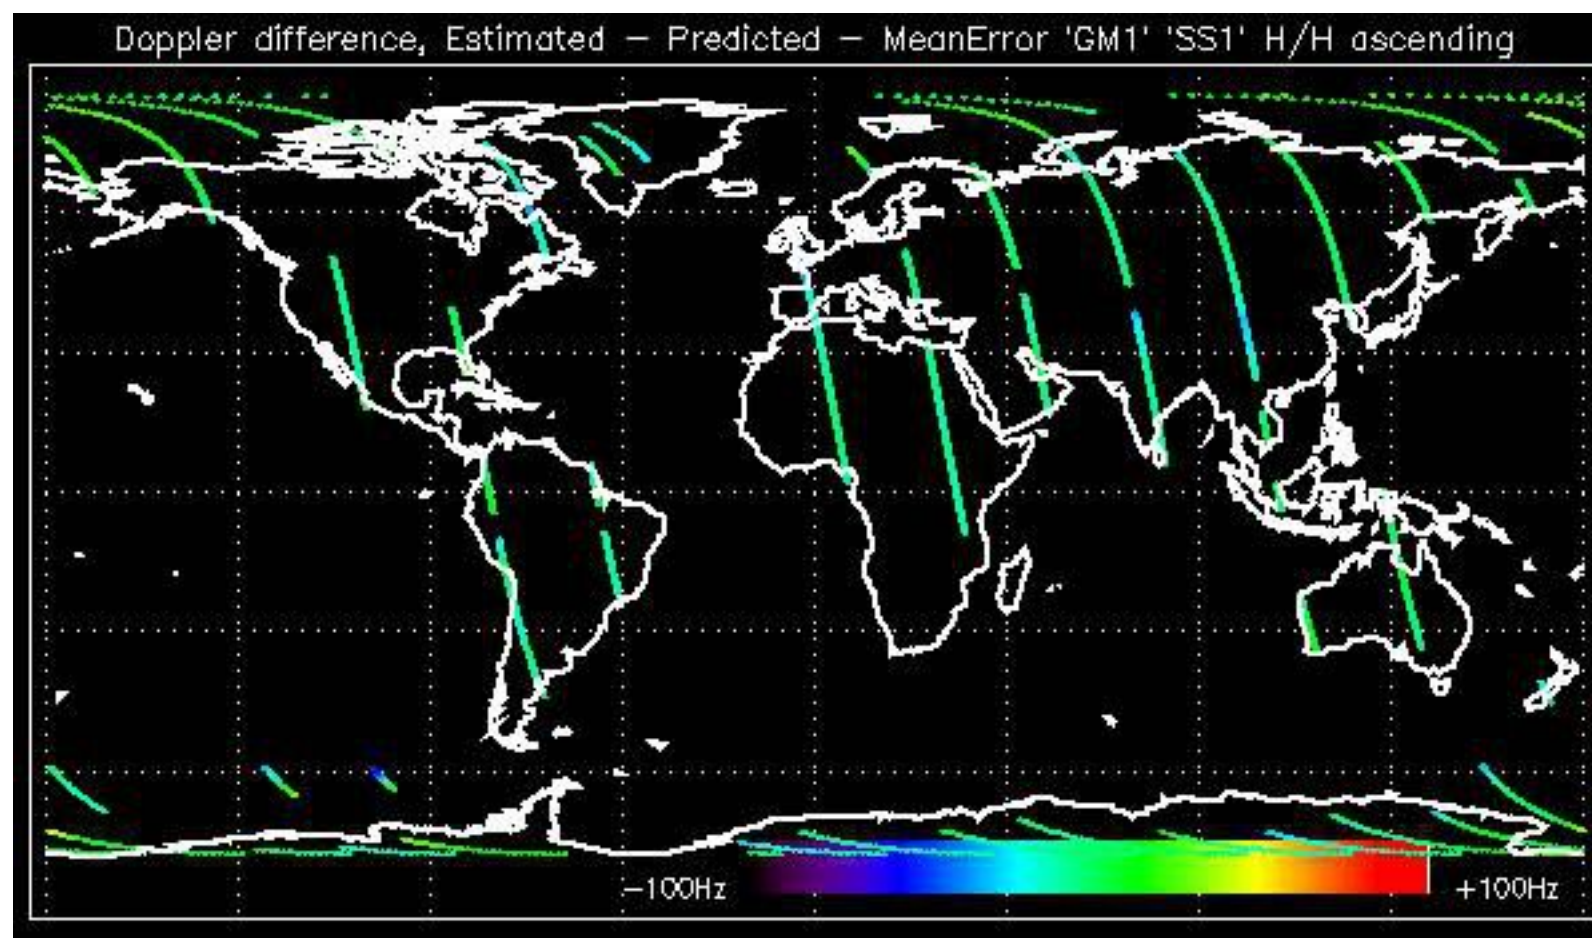 Doppler difference, Estimated – Predicted – MeanError 'GM1' 'SS1' H/H ascending
-100Hz
+100Hz